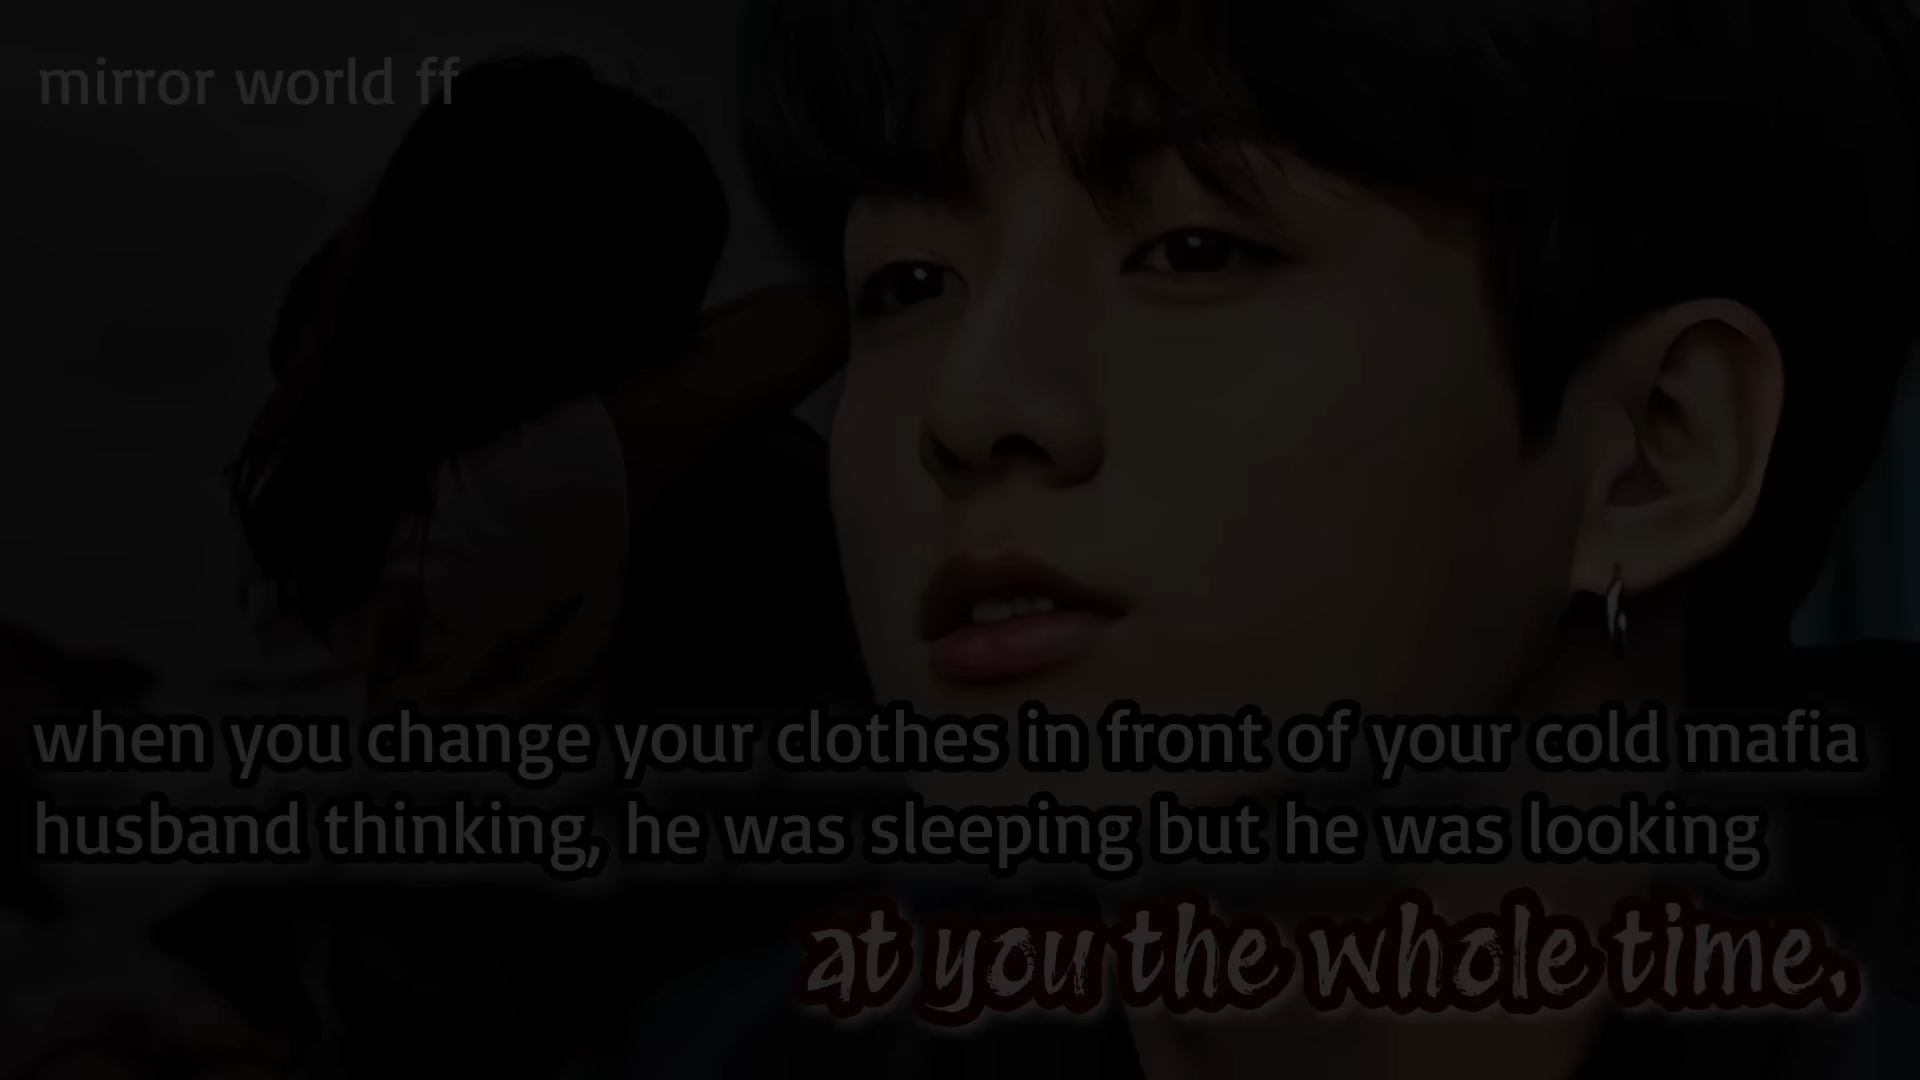 mirror world ff
when you change your clothes in front of your cold mafia
husband thinking, he was sleeping but he was looking
at you the whole time.